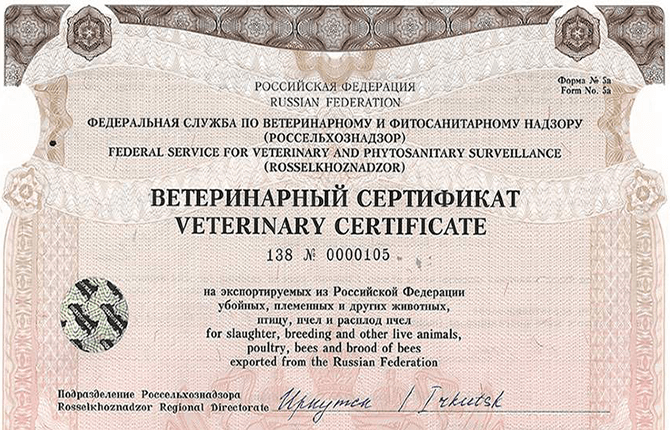 РОССИЙСКАЯ ФЕДЕРАЦИЯ
RUSSIAN FEDERATION
Форма № 5а
Form No. 5a
ФЕДЕРАЛЬНАЯ СЛУЖБА ПО ВЕТЕРИНАРНОМУ И ФИТОСАНИТАРНОМУ НАДЗОРУ
(РОССЕЛЬХОЗНАДЗОР)
FEDERAL SERVICE FOR VETERINARY AND PHYTOSANITARY SURVEILLANCE
(ROSSELKHOZNADZOR)
ВЕТЕРИНАРНЫЙ СЕРТИФИКАТ
VETERINARY CERTIFICATE
138 № 0000105
на экспортируемых из Российской Федерации
убойных, племенных и других животных,
птицу, пчел и расплод пчел
for slaughter, breeding and other live animals,
poultry, bees and brood of bees
exported from the Russian Federation
Подразделение Россельхознадзора
Rosselkhoznadzor Regional Directorate Иркутск / Irkutsk